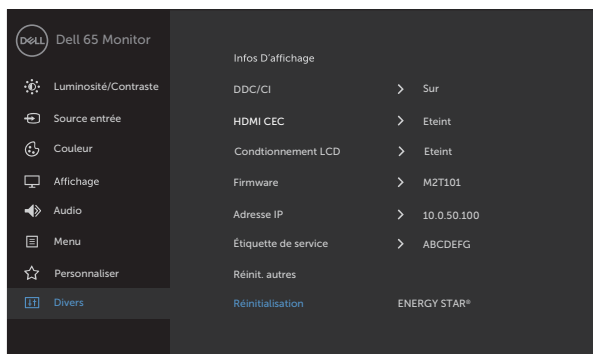 DELL
Dell 65 Monitor
Luminosité/Contraste
Source entrée
Couleur
Affichage
Audio
Menu
Personnaliser
Divers
Infos D'affichage
DDC/CI > Sur
HDMI CEC > Eteint
Condtionnement LCD > Eteint
Firmware > M2T101
Adresse IP > 10.0.50.100
Étiquette de service > ABCDEFG
Réinit. autres
Réinitialisation ENERGY STAR®